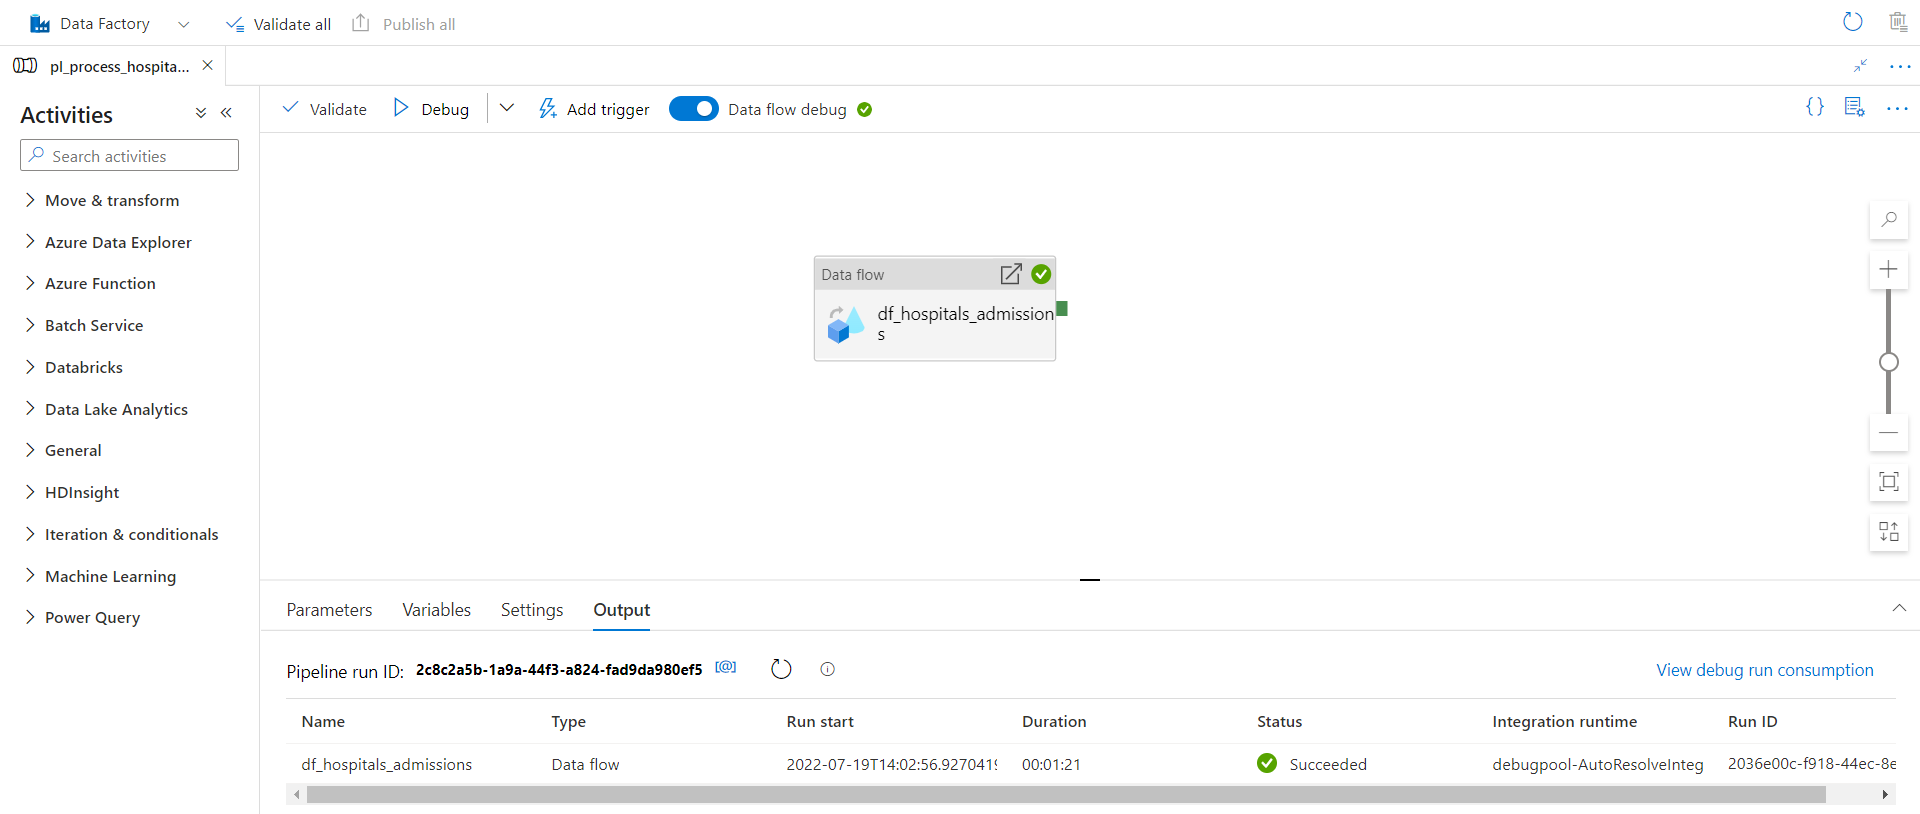 Data Factory
Validate all
Publish all
pl_process_hospita...
Activities
Validate
Debug
Add trigger
Data flow debug
Search activities
Move & transform
Azure Data Explorer
Azure Function
Batch Service
Databricks
Data Lake Analytics
General
HDInsight
Iteration & conditionals
Machine Learning
Power Query
Data flow
df_hospitals_admission
s
Parameters Variables Settings Output
Pipeline run ID: 2c8c2a5b-1a9a-44f3-a824-fad9da980ef5 [@]
View debug run consumption
Name Type Run start Duration Status Integration runtime Run ID
df_hospitals_admissions Data flow 2022-07-19T14:02:56.9270419 00:01:21 Succeeded debugpool-AutoResolveInteg 2036e00c-f918-44ec-8e